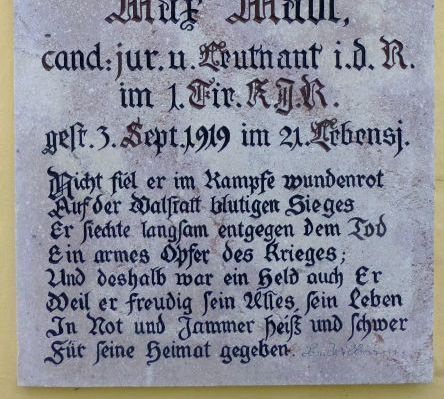 Max Madl,
cand. jur. u. Leutnant i. d. R.
im 1. Tir. K. J. R.
gest. 3. Sept. 1919 im 21. Lebensj.
Nicht fiel er im Kampfe wundenrot
Auf der Walstatt blutigen Sieges
Er siechte langsam entgegen dem Tod
Ein armes Opfer des Krieges;
Und deshalb war ein Held auch Er
Weil er freudig sein Alles, sein Leben
In Not und Jammer heiß und schwer
Für seine Heimat gegeben.